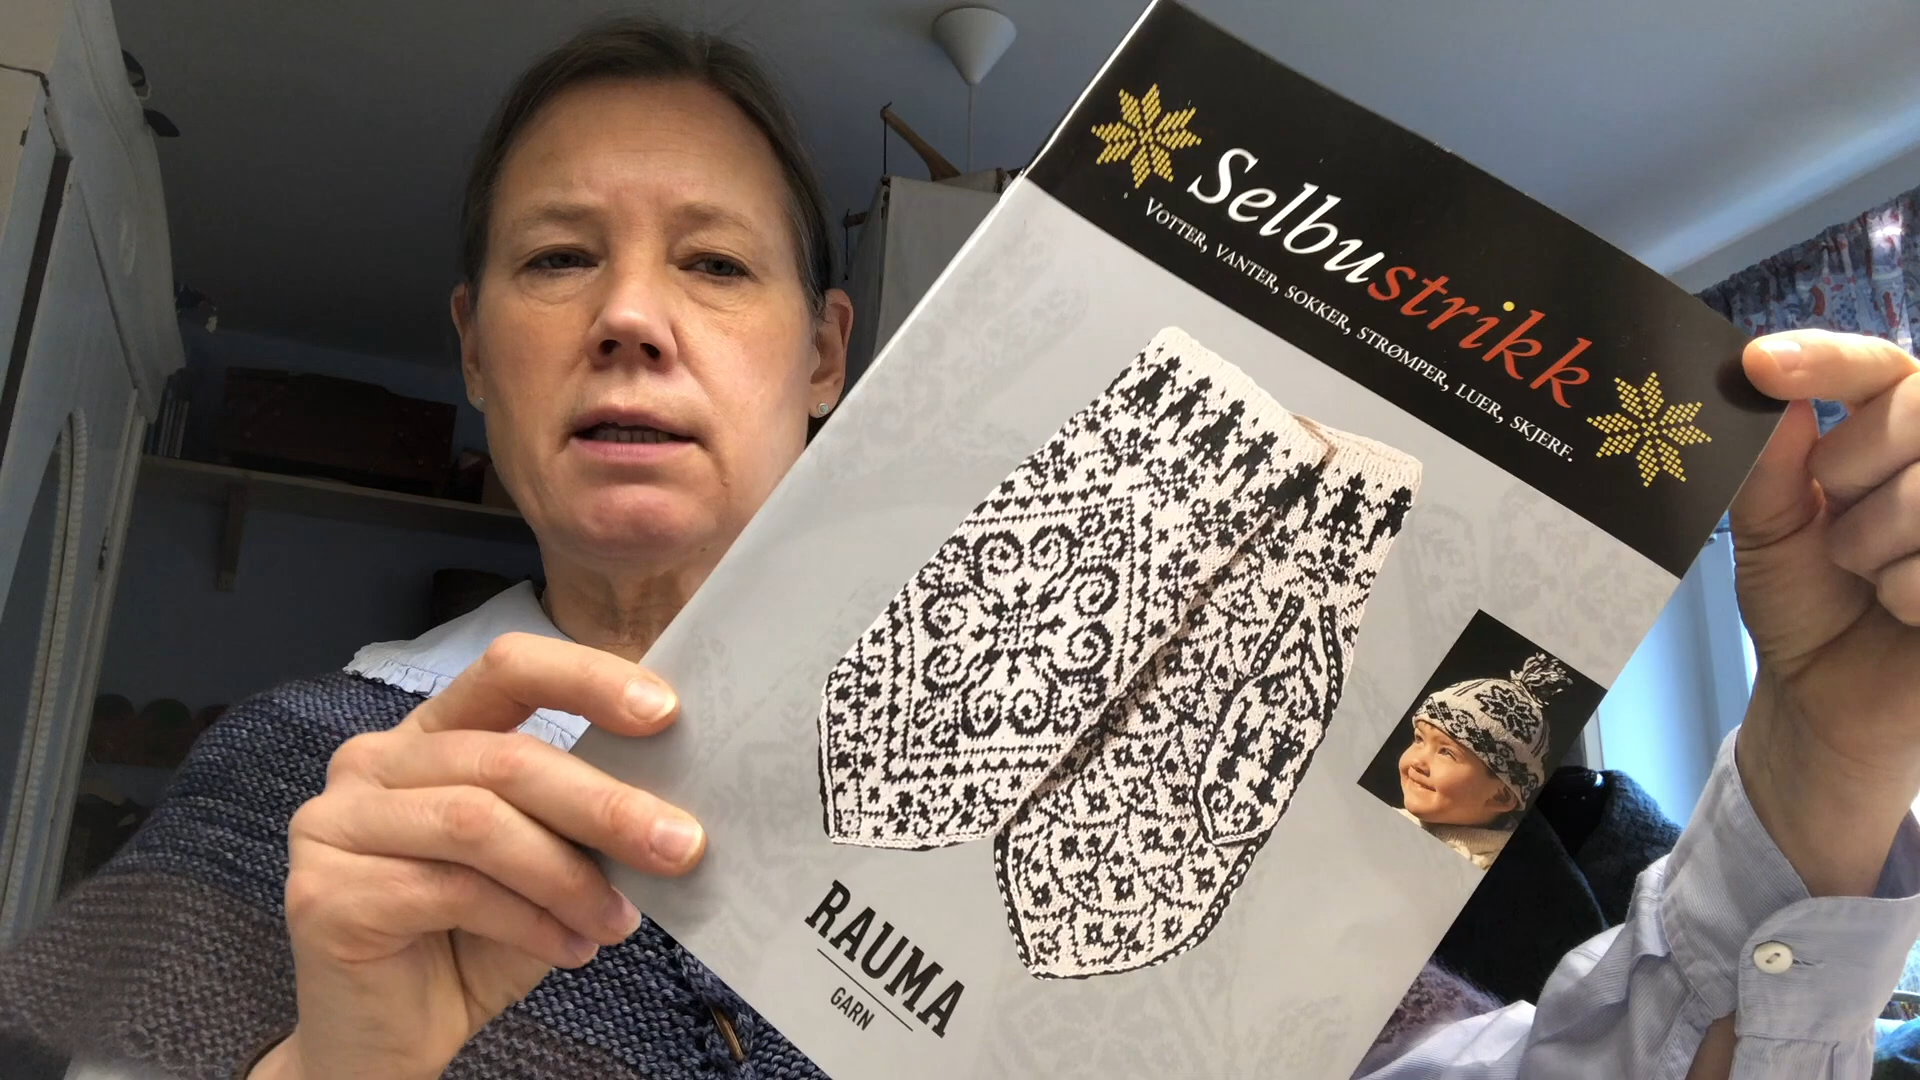 Selbustrikk
VOTTER, VANTER, SOKKER, STRØMPER, LUER, SKJERF.
RAUMA
GARN